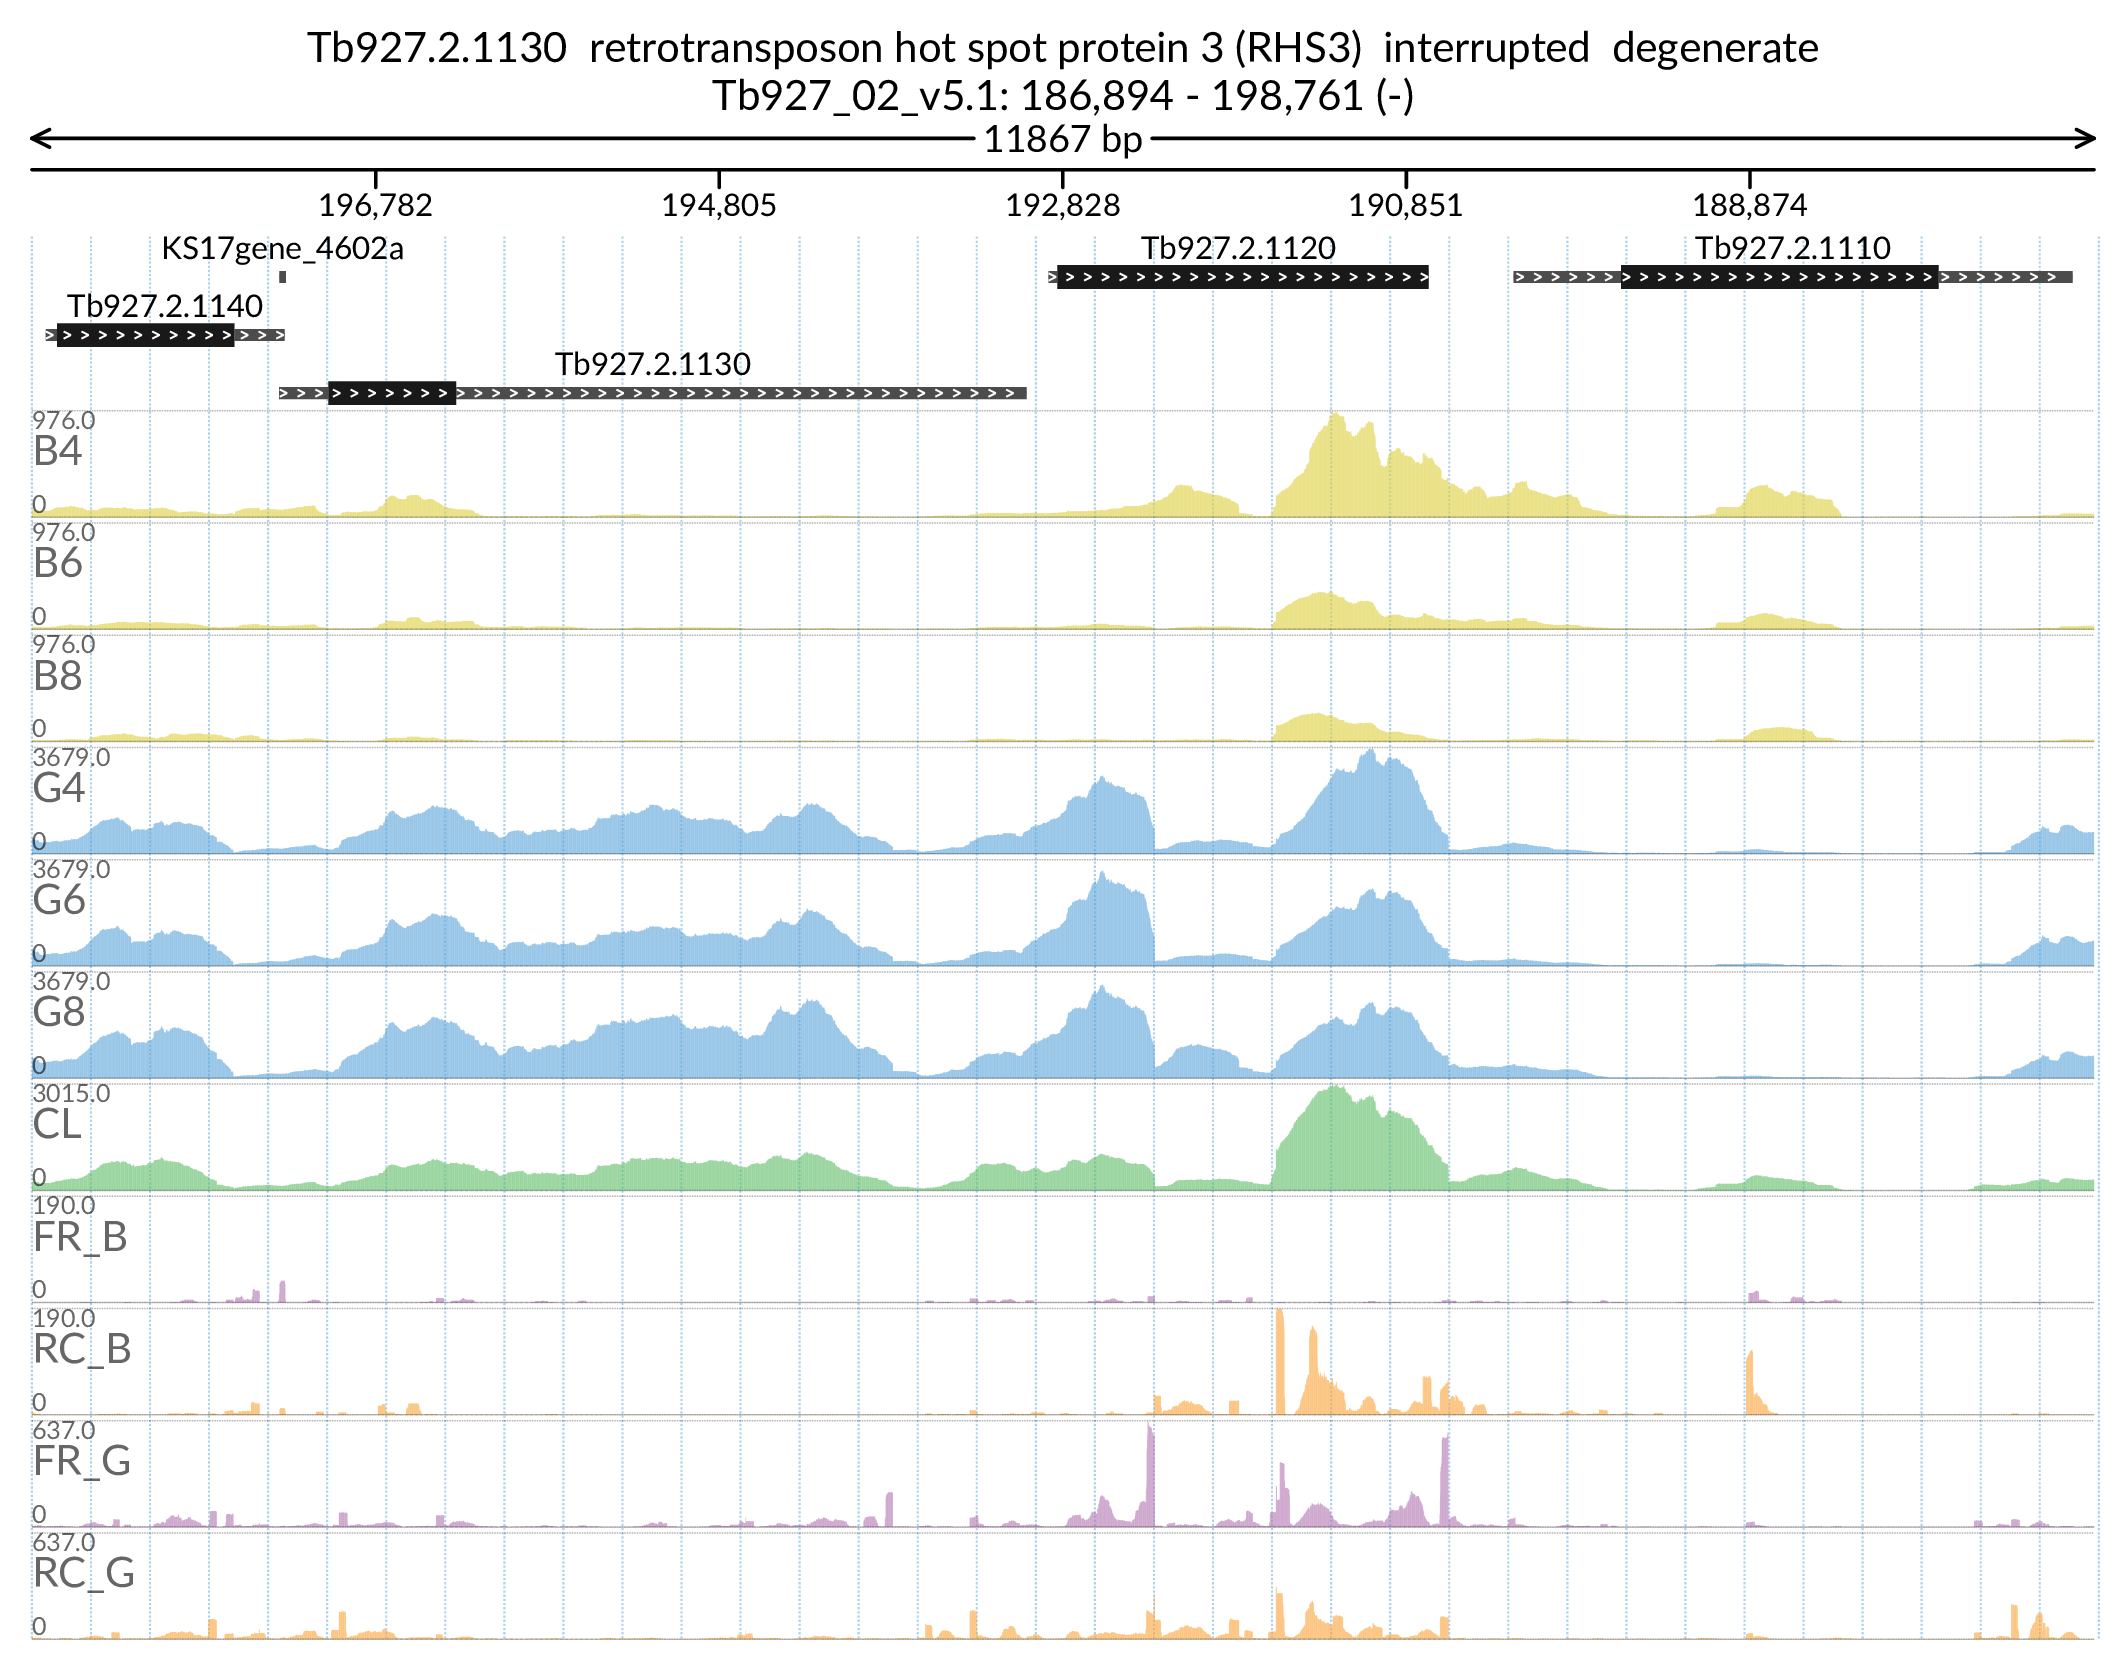 Tb927.2.1130 retrotransposon hot spot protein 3 (RHS3) interrupted degenerate
Tb927_02_v5.1: 186,894 - 198,761 (-)
11867 bp
196,782 194,805 192,828 190,851 188,874
KS17gene_4602a Tb927.2.1120 Tb927.2.1110
Tb927.2.1140
Tb927.2.1130
976.0
B4
0
976.0
B6
0
976.0
B8
0
3679.0
G4
0
3679.0
G6
0
3679.0
G8
0
3015.0
CL
0
190.0
FR_B
0
190.0
RC_B
0
637.0
FR_G
0
637.0
RC_G
0